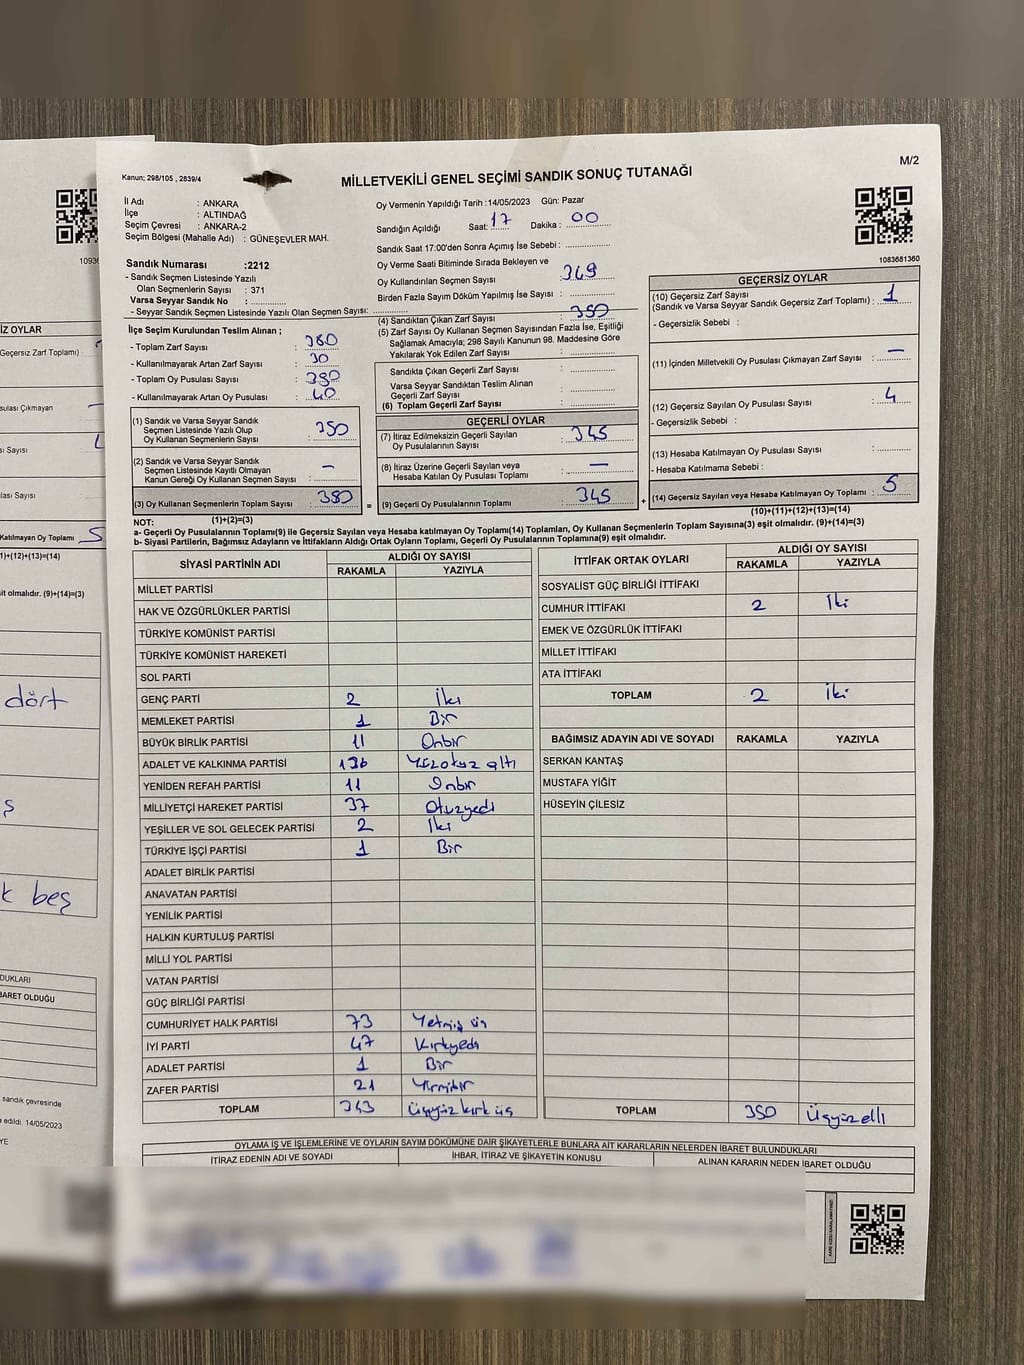 M/2
Kanun; 298/105 , 2839/4
MİLLETVEKİLİ GENEL SEÇİMİ SANDIK SONUÇ TUTANAĞI
İl Adı : ANKARA
İlçe : ALTINDAĞ
Seçim Çevresi : ANKARA-2
Seçim Bölgesi (Mahalle Adı) : GÜNEŞEVLER MAH.
Oy Vermenin Yapıldığı Tarih :14/05/2023 Gün: Pazar
Sandığın Açıldığı Saat: 17 Dakika : 00
Sandık Saat 17:00'den Sonra Açımış İse Sebebi :
Sandık Numarası :2212
- Sandık Seçmen Listesinde Yazılı
Olan Seçmenlerin Sayısı : 371
Varsa Seyyar Sandık No :
- Seyyar Sandık Seçmen Listesinde Yazılı Olan Seçmen Sayısı:
Oy Verme Saati Bitiminde Sırada Bekleyen ve
Oy Kullandırılan Seçmen Sayısı : 349
Birden Fazla Sayım Döküm Yapılmış İse Sayısı :
(4) Sandıktan Çıkan Zarf Sayısı : 350
(5) Zarf Sayısı Oy Kullanan Seçmen Sayısından Fazla İse, Eşitliği
Sağlamak Amacıyla; 298 Sayılı Kanunun 98. Maddesine Göre
Yakılarak Yok Edilen Zarf Sayısı :
İlçe Seçim Kurulundan Teslim Alınan ;
- Toplam Zarf Sayısı : 380
- Kullanılmayarak Artan Zarf Sayısı : 30
- Toplam Oy Pusulası Sayısı : 390
- Kullanılmayarak Artan Oy Pusulası : 40
Sandıkta Çıkan Geçerli Zarf Sayısı :
Varsa Seyyar Sandıktan Teslim Alınan
Geçerli Zarf Sayısı :
(6) Toplam Geçerli Zarf Sayısı :
(1) Sandık ve Varsa Seyyar Sandık
Seçmen Listesinde Yazılı Olup
Oy Kullanan Seçmenlerin Sayısı : 350
(2) Sandık ve Varsa Seyyar Sandık
Seçmen Listesinde Kayıtlı Olmayan
Kanun Gereği Oy Kullanan Seçmen Sayısı : –
(3) Oy Kullanan Seçmenlerin Toplam Sayısı : 350
(1)+(2)=(3)
GEÇERLİ OYLAR
(7) İtiraz Edilmeksizin Geçerli Sayılan
Oy Pusulalarının Sayısı : 345
(8) İtiraz Üzerine Geçerli Sayılan veya
Hesaba Katılan Oy Pusulası Toplamı : —
= (9) Geçerli Oy Pusulalarının Toplamı : 345
GEÇERSİZ OYLAR
(10) Geçersiz Zarf Sayısı
(Sandık ve Varsa Seyyar Sandık Geçersiz Zarf Toplamı) : 1
- Geçersizlik Sebebi :
(11) İçinden Milletvekili Oy Pusulası Çıkmayan Zarf Sayısı : —
(12) Geçersiz Sayılan Oy Pusulası Sayısı : 4
- Geçersizlik Sebebi :
(13) Hesaba Katılmayan Oy Pusulası Sayısı :
- Hesaba Katılmama Sebebi :
+ (14) Geçersiz Sayılan veya Hesaba Katılmayan Oy Toplamı : 5
(10)+(11)+(12)+(13)=(14)
1083681360
NOT:
a- Geçerli Oy Pusulalarının Toplamı(9) ile Geçersiz Sayılan veya Hesaba katılmayan Oy Toplamı(14) Toplamları, Oy Kullanan Seçmenlerin Toplam Sayısına(3) eşit olmalıdır. (9)+(14)=(3)
b- Siyasi Partilerin, Bağımsız Adayların ve İttifakların Aldığı Ortak Oyların Toplamı, Geçerli Oy Pusulalarının Toplamına(9) eşit olmalıdır.
SİYASİ PARTİNİN ADI ALDIĞI OY SAYISI
RAKAMLA YAZIYLA
MİLLET PARTİSİ
HAK VE ÖZGÜRLÜKLER PARTİSİ
TÜRKİYE KOMÜNİST PARTİSİ
TÜRKİYE KOMÜNİST HAREKETİ
SOL PARTİ
GENÇ PARTİ 2 İki
MEMLEKET PARTİSİ 1 Bir
BÜYÜK BİRLİK PARTİSİ 11 Onbir
ADALET VE KALKINMA PARTİSİ 136 Yüzotuz altı
YENİDEN REFAH PARTİSİ 11 Onbir
MİLLİYETÇİ HAREKET PARTİSİ 37 Otuzyedi
YEŞİLLER VE SOL GELECEK PARTİSİ 2 İki
TÜRKİYE İŞÇİ PARTİSİ 1 Bir
ADALET BİRLİK PARTİSİ
ANAVATAN PARTİSİ
YENİLİK PARTİSİ
HALKIN KURTULUŞ PARTİSİ
MİLLİ YOL PARTİSİ
VATAN PARTİSİ
GÜÇ BİRLİĞİ PARTİSİ
CUMHURİYET HALK PARTİSİ 73 Yetmiş üç
İYİ PARTİ 47 Kırkyedi
ADALET PARTİSİ 1 Bir
ZAFER PARTİSİ 21 Yirmibir
TOPLAM 343 Üçyüz kırk üç
İTTİFAK ORTAK OYLARI ALDIĞI OY SAYISI
RAKAMLA YAZIYLA
SOSYALİST GÜÇ BİRLİĞİ İTTİFAKI
CUMHUR İTTİFAKI 2 İki
EMEK VE ÖZGÜRLÜK İTTİFAKI
MİLLET İTTİFAKI
ATA İTTİFAKI
TOPLAM 2 İki
BAĞIMSIZ ADAYIN ADI VE SOYADI RAKAMLA YAZIYLA
SERKAN KANTAŞ
MUSTAFA YİĞİT
HÜSEYİN ÇİLESİZ
TOPLAM 350 Üçyüzelli
OYLAMA İŞ VE İŞLEMLERİNE VE OYLARIN SAYIM DÖKÜMÜNE DAİR ŞİKAYETLERLE BUNLARA AİT KARARLARIN NELERDEN İBARET BULUNDUKLARI
İTİRAZ EDENİN ADI VE SOYADI İHBAR, İTİRAZ VE ŞİKAYETİN KONUSU ALINAN KARARIN NEDEN İBARET OLDUĞU
1093
İZ OYLAR
Geçersiz Zarf Toplamı)
sulası Çıkmayan
sı Sayısı
lası Sayısı
Katılmayan Oy Toplamı : 5
1)+(12)+(13)=(14)
it olmalıdır. (9)+(14)=(3)
dört
ş
k beş
DUKLARI
BARET OLDUĞU
sandık çevresinde
edildi. 14/05/2023
YE